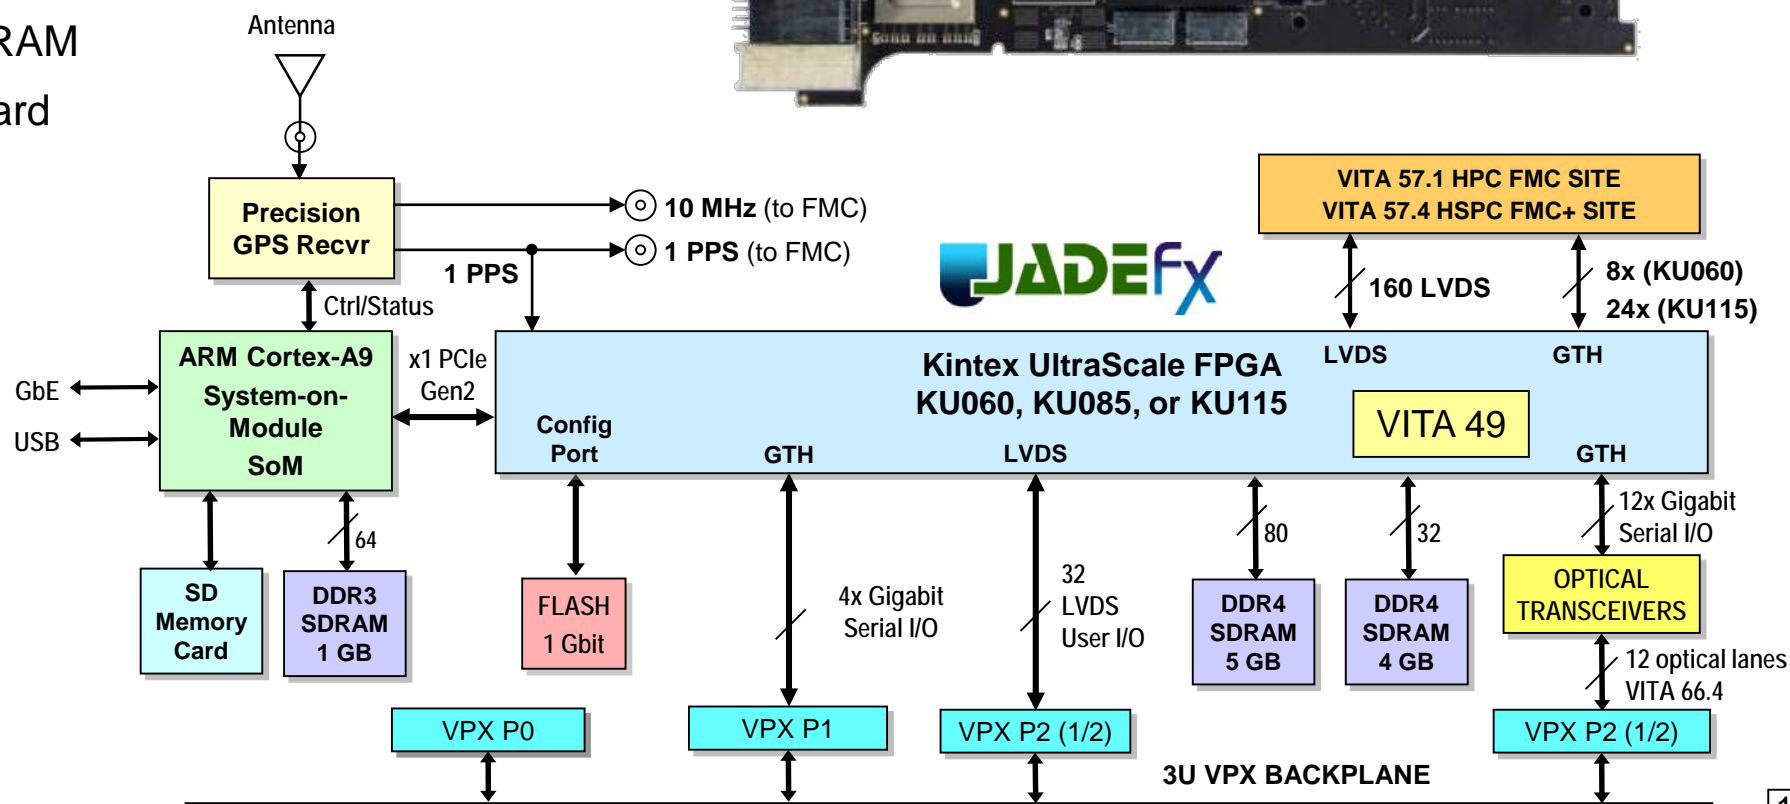 RAM
ard
Antenna
Precision
GPS Recvr
10 MHz (to FMC)
1 PPS (to FMC)
1 PPS
Ctrl/Status
VITA 57.1 HPC FMC SITE
VITA 57.4 HSPC FMC+ SITE
JADEFX
160 LVDS
8x (KU060)
24x (KU115)
GbE
USB
ARM Cortex-A9
System-on-
Module
SoM
x1 PCIe
Gen2
Kintex UltraScale FPGA
KU060, KU085, or KU115
LVDS
GTH
VITA 49
Config
Port
GTH
LVDS
GTH
64
80
32
12x Gigabit
Serial I/O
SD
Memory
Card
DDR3
SDRAM
1 GB
FLASH
1 Gbit
4x Gigabit
Serial I/O
32
LVDS
User I/O
DDR4
SDRAM
5 GB
DDR4
SDRAM
4 GB
OPTICAL
TRANSCEIVERS
12 optical lanes
VITA 66.4
VPX P0
VPX P1
VPX P2 (1/2)
VPX P2 (1/2)
3U VPX BACKPLANE